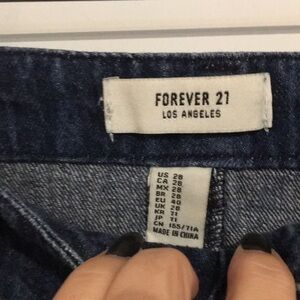 FOREVER 21
LOS ANGELES
US 28
CA 28
MX 28
BR 28
EU 40
UK 28
KR 71
JP 71
CN 155/71A
MADE IN CHINA